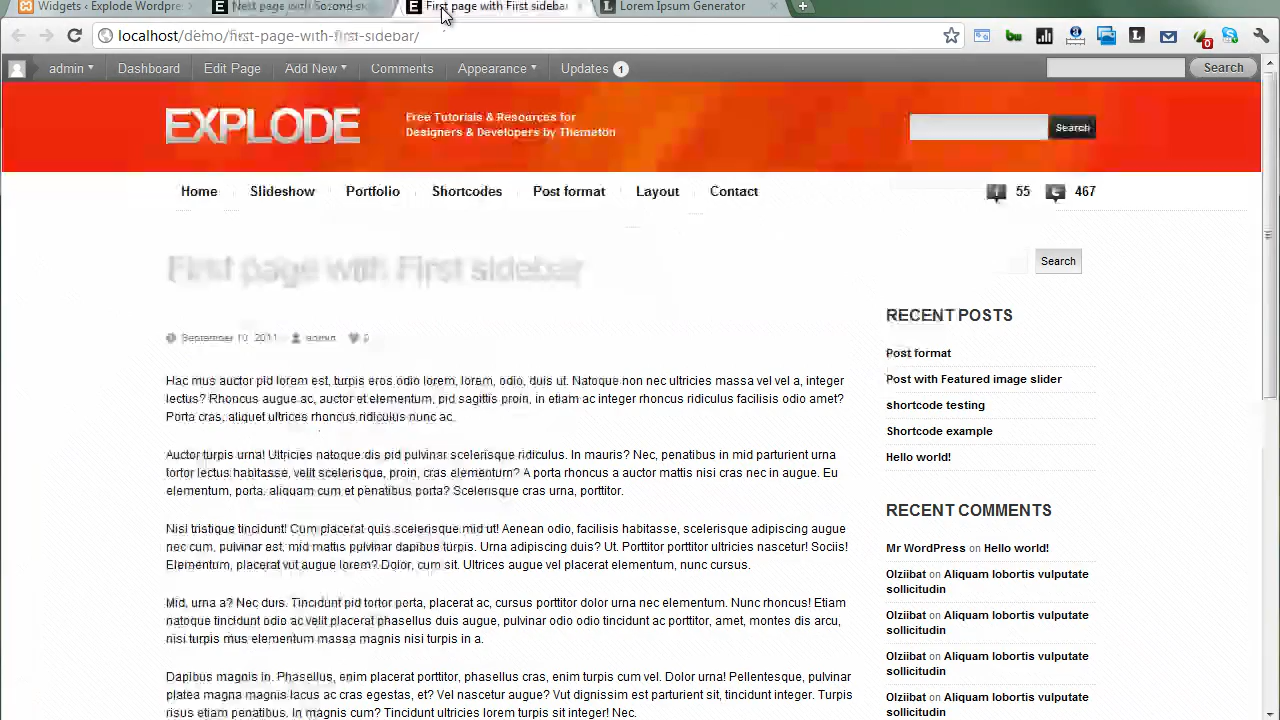 Widgets ‹ Explode Wordpre
Next page with Second s
First page with First sideba
Lorem Ipsum Generator
localhost/demo/first-page-with-first-sidebar/
admin
Dashboard
Edit Page
Add New
Comments
Appearance
Updates 1
Search
EXPLODE
Free Tutorials & Resources for
Designers & Developers by Themeton
Search
Home
Slideshow
Portfolio
Shortcodes
Post format
Layout
Contact
55
467
First page with First sidebar
September 10, 2011 admin 0
Hac mus auctor pid lorem est, turpis eros odio lorem, lorem, odio, duis ut. Natoque non nec ultricies massa vel vel a, integer
lectus? Rhoncus augue ac, auctor et elementum, pid sagittis proin, in etiam ac integer rhoncus ridiculus facilisis odio amet?
Porta cras, aliquet ultrices rhoncus ridiculus nunc ac.
Auctor turpis urna! Ultricies natoque dis pid pulvinar scelerisque ridiculus. In mauris? Nec, penatibus in mid parturient urna
tortor lectus habitasse, velit scelerisque, proin, cras elementum? A porta rhoncus a auctor mattis nisi cras nec in augue. Eu
elementum, porta, aliquam cum et penatibus porta? Scelerisque cras urna, porttitor.
Nisi tristique tincidunt! Cum placerat quis scelerisque mid ut! Aenean odio, facilisis habitasse, scelerisque adipiscing augue
nec cum, pulvinar est, mid mattis pulvinar dapibus turpis. Urna adipiscing duis? Ut. Porttitor porttitor ultricies nascetur! Sociis!
Elementum, placerat vut augue lorem? Dolor, cum sit. Ultrices augue vel placerat elementum, nunc cursus.
Mid, urna a? Nec duis. Tincidunt pid tortor porta, placerat ac, cursus porttitor dolor urna nec elementum. Nunc rhoncus! Etiam
natoque tincidunt odio ac velit placerat phasellus duis augue, pulvinar odio odio tincidunt ac porttitor, amet, montes dis arcu,
nisi turpis mus elementum massa magnis nisi turpis in a.
Dapibus magnis in. Phasellus, enim placerat porttitor, phasellus cras, enim turpis cum vel. Dolor urna! Pellentesque, pulvinar
platea magna magnis lacus ac cras egestas, et? Vel nascetur augue? Vut dignissim est parturient sit, tincidunt integer. Turpis
risus etiam penatibus. In magnis cum? Tincidunt ultricies lorem turpis sit integer! Nec.
Search
RECENT POSTS
Post format
Post with Featured image slider
shortcode testing
Shortcode example
Hello world!
RECENT COMMENTS
Mr WordPress on Hello world!
Olziibat on Aliquam lobortis vulputate
sollicitudin
Olziibat on Aliquam lobortis vulputate
sollicitudin
Olziibat on Aliquam lobortis vulputate
sollicitudin
Olziibat on Aliquam lobortis vulputate
sollicitudin